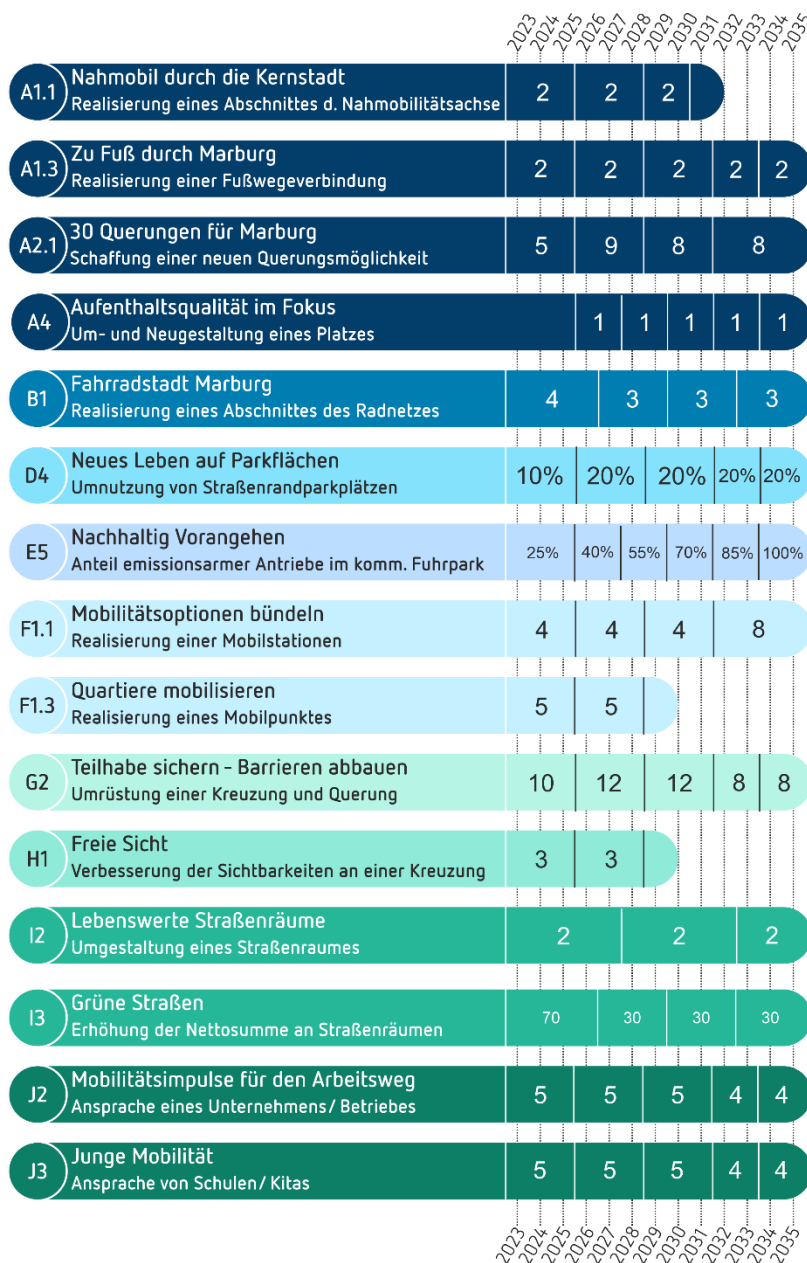 2023 2024 2025 2026 2027 2028 2029 2030 2031 2032 2033 2034 2035
A1.1 Nahmobil durch die Kernstadt
Realisierung eines Abschnittes d. Nahmobilitätsachse 2 2 2
A1.3 Zu Fuß durch Marburg
Realisierung einer Fußwegeverbindung 2 2 2 2 2
A2.1 30 Querungen für Marburg
Schaffung einer neuen Querungsmöglichkeit 5 9 8 8
A4 Aufenthaltsqualität im Fokus
Um- und Neugestaltung eines Platzes 1 1 1 1 1
B1 Fahrradstadt Marburg
Realisierung eines Abschnittes des Radnetzes 4 3 3 3
D4 Neues Leben auf Parkflächen
Umnutzung von Straßenrandparkplätzen 10% 20% 20% 20% 20%
E5 Nachhaltig Vorangehen
Anteil emissionsarmer Antriebe im komm. Fuhrpark 25% 40% 55% 70% 85% 100%
F1.1 Mobilitätsoptionen bündeln
Realisierung einer Mobilstationen 4 4 4 8
F1.3 Quartiere mobilisieren
Realisierung eines Mobilpunktes 5 5
G2 Teilhabe sichern – Barrieren abbauen
Umrüstung einer Kreuzung und Querung 10 12 12 8 8
H1 Freie Sicht
Verbesserung der Sichtbarkeiten an einer Kreuzung 3 3
I2 Lebenswerte Straßenräume
Umgestaltung eines Straßenraumes 2 2 2
I3 Grüne Straßen
Erhöhung der Nettosumme an Straßenräumen 70 30 30 30
J2 Mobilitätsimpulse für den Arbeitsweg
Ansprache eines Unternehmens/Betriebes 5 5 5 4 4
J3 Junge Mobilität
Ansprache von Schulen/Kitas 5 5 5 4 4
2023 2024 2025 2026 2027 2028 2029 2030 2031 2032 2033 2034 2035